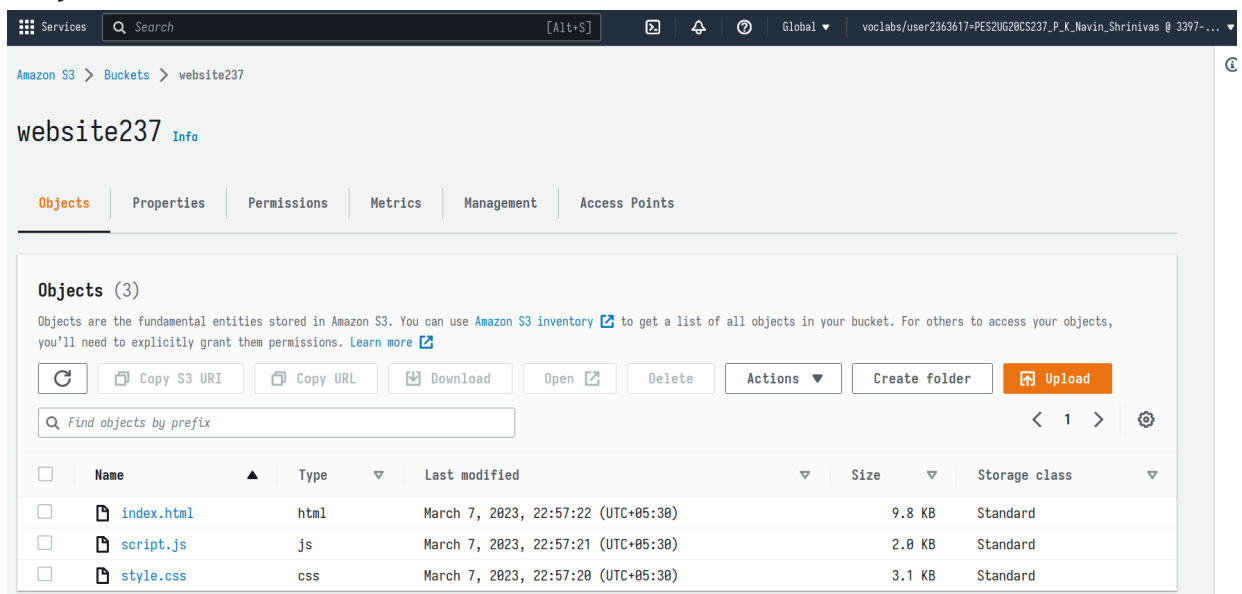 Services Search [Alt+S] Global voclabs/user2363617=PES2UG20CS237_P_K_Navin_Shrinivas @ 3397-...
Amazon S3 > Buckets > website237
website237 Info
Objects Properties Permissions Metrics Management Access Points
Objects (3)
Objects are the fundamental entities stored in Amazon S3. You can use Amazon S3 inventory to get a list of all objects in your bucket. For others to access your objects,
you'll need to explicitly grant them permissions. Learn more
Copy S3 URI Copy URL Download Open Delete Actions Create folder Upload
Find objects by prefix 1
Name Type Last modified Size Storage class
index.html html March 7, 2023, 22:57:22 (UTC+05:30) 9.8 KB Standard
script.js js March 7, 2023, 22:57:21 (UTC+05:30) 2.0 KB Standard
style.css css March 7, 2023, 22:57:20 (UTC+05:30) 3.1 KB Standard